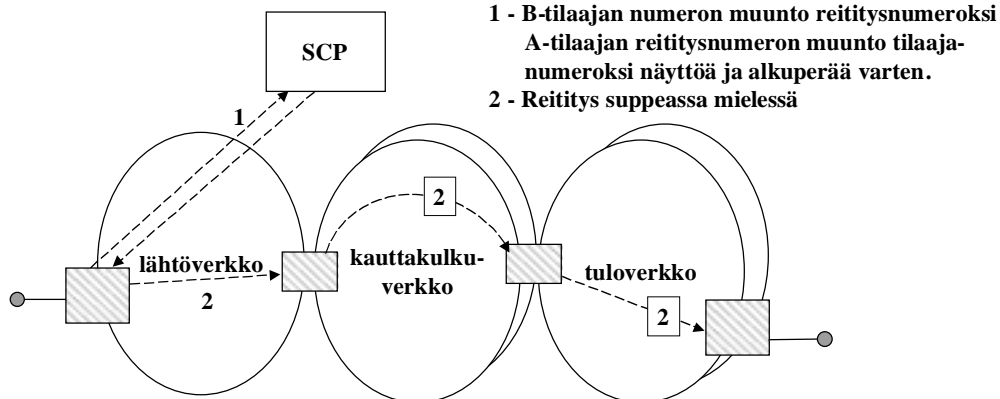 1 - B-tilaajan numeron muunto reititysnumeroksi
A-tilaajan reititysnumeron muunto tilaaja-
numeroksi näyttöä ja alkuperää varten.
2 - Reititys suppeassa mielessä
SCP
1
2
lähtöverkko
2
kauttakulku-
verkko
tuloverkko
2